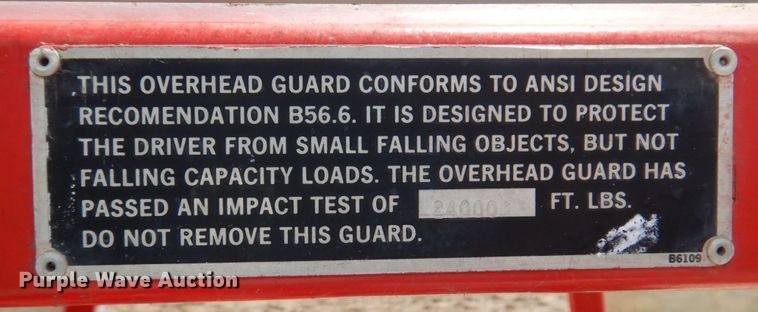 THIS OVERHEAD GUARD CONFORMS TO ANSI DESIGN
RECOMENDATION B56.6. IT IS DESIGNED TO PROTECT
THE DRIVER FROM SMALL FALLING OBJECTS, BUT NOT
FALLING CAPACITY LOADS. THE OVERHEAD GUARD HAS
PASSED AN IMPACT TEST OF 24000 FT. LBS.
DO NOT REMOVE THIS GUARD.
B6109
Purple Wave Auction